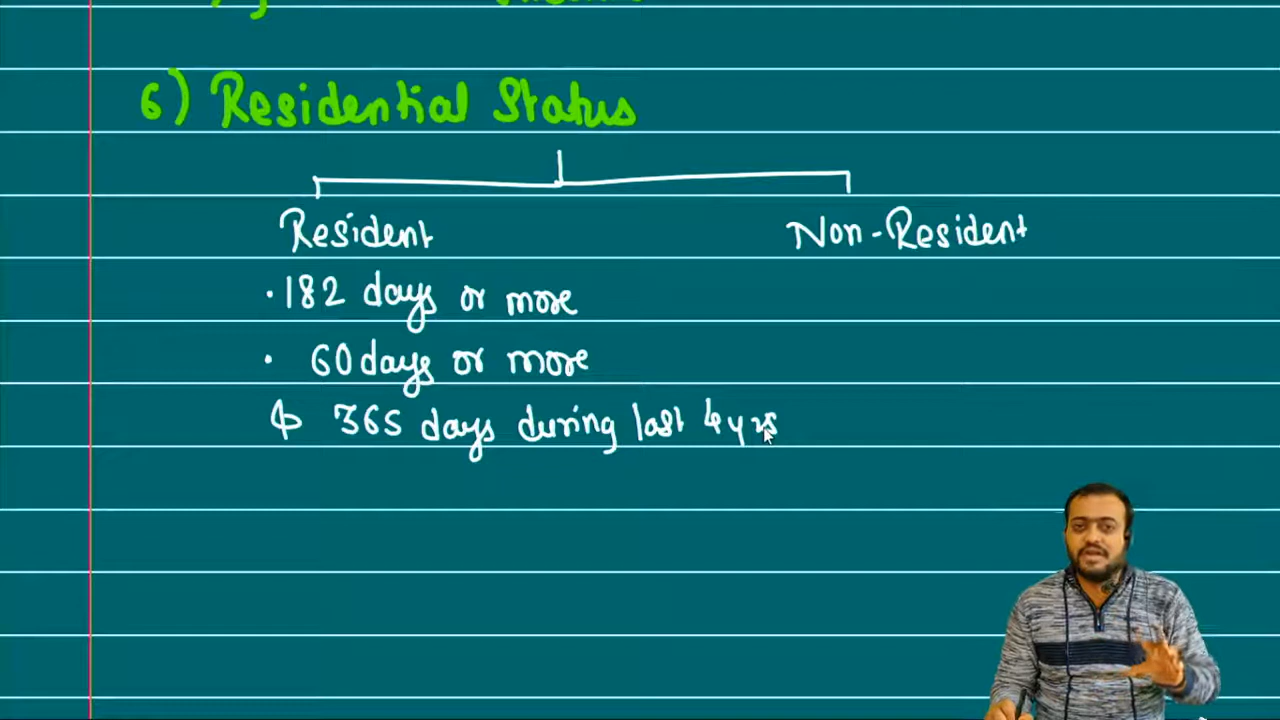 6) Residential Status
Resident
Non-Resident
·182 days or more
· 60 days or more
& 365 days during last 4 yrs